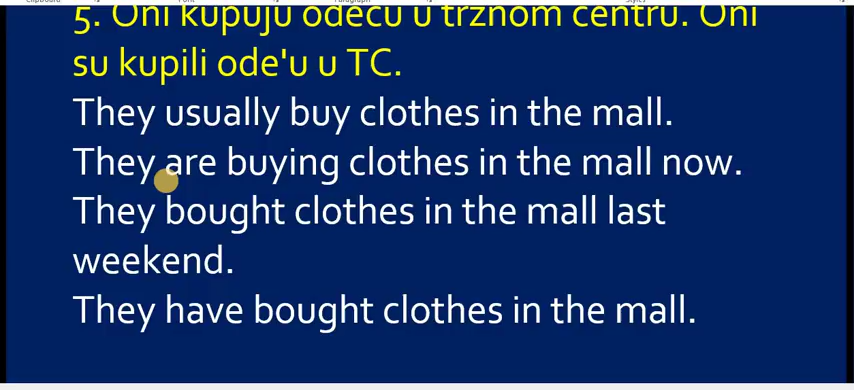 5. Oni kupuju odeću u tržnom centru. Oni
su kupili ode'u u TC.
They usually buy clothes in the mall.
They are buying clothes in the mall now.
They bought clothes in the mall last
weekend.
They have bought clothes in the mall.